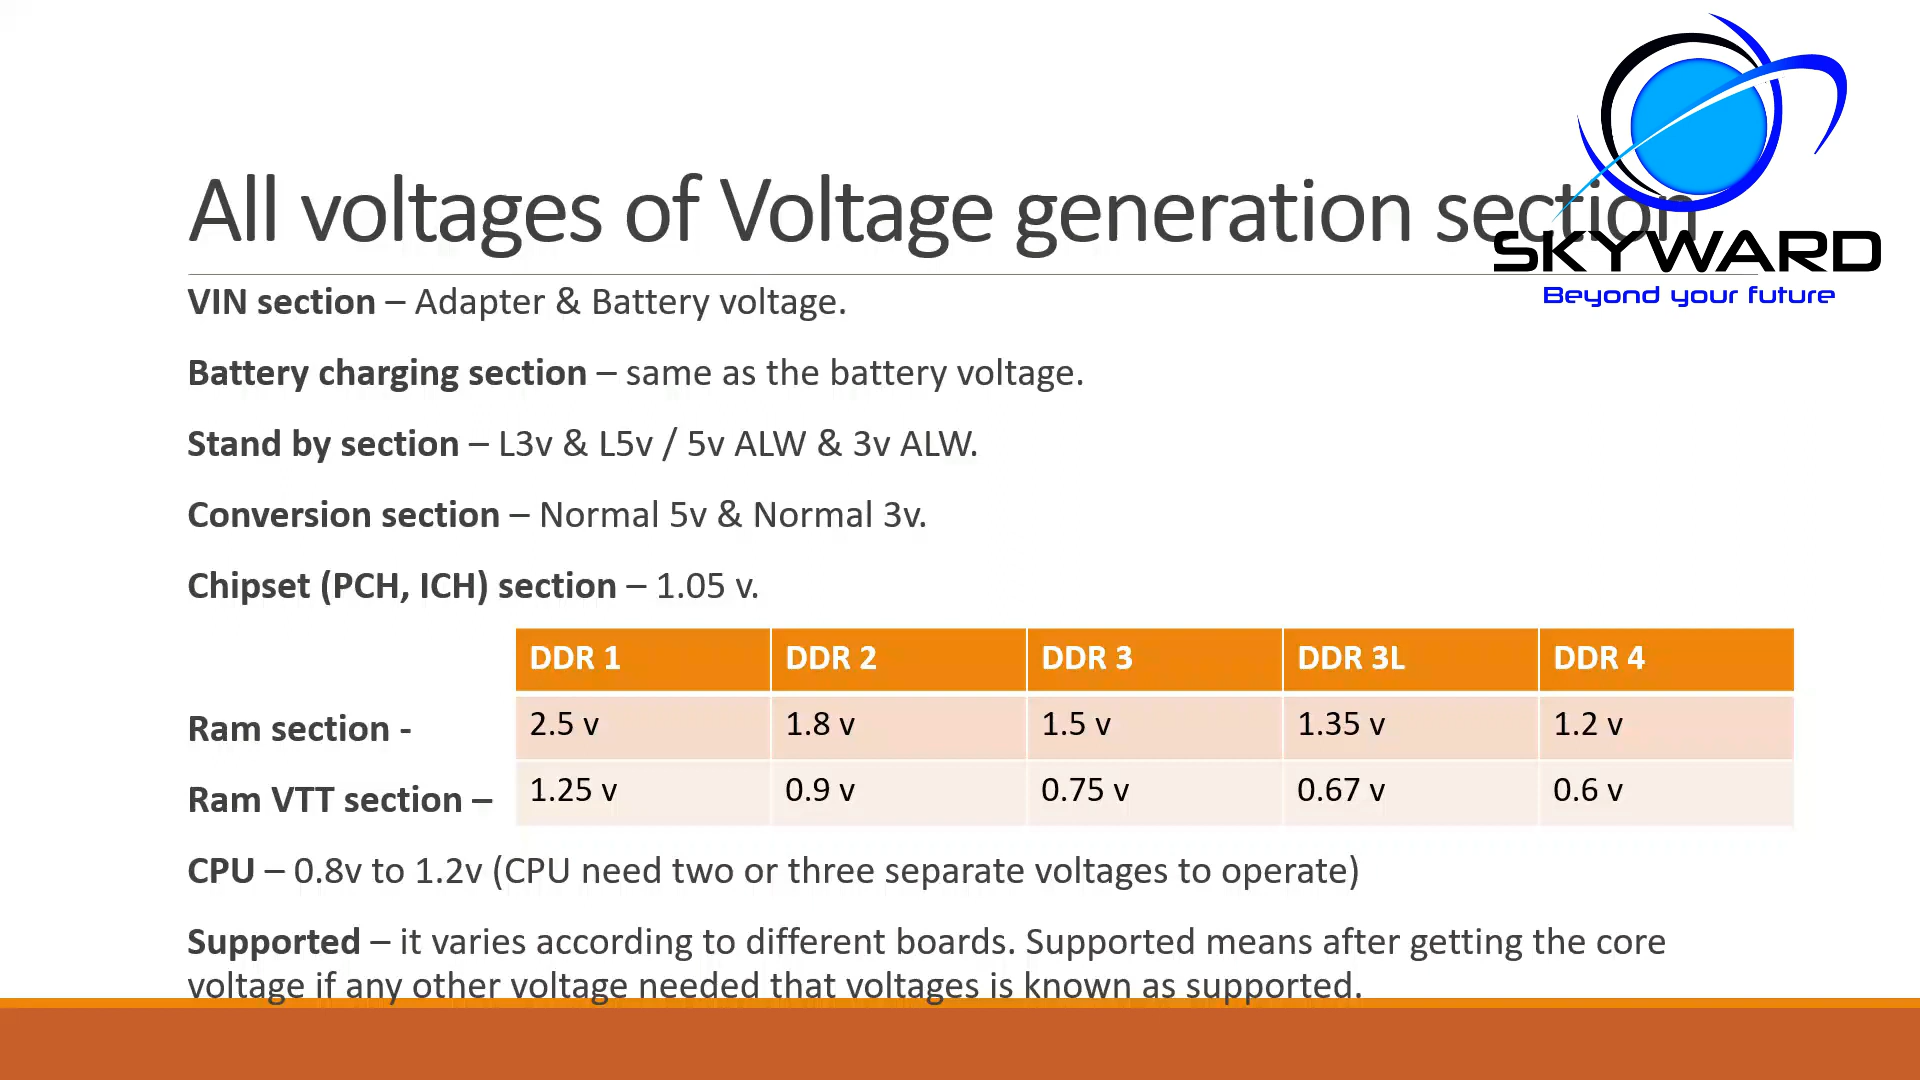 All voltages of Voltage generation section
SKYWARD
Beyond your future
VIN section – Adapter & Battery voltage.
Battery charging section – same as the battery voltage.
Stand by section – L3v & L5v / 5v ALW & 3v ALW.
Conversion section – Normal 5v & Normal 3v.
Chipset (PCH, ICH) section – 1.05 v.
DDR 1 DDR 2 DDR 3 DDR 3L DDR 4
Ram section - 2.5 v 1.8 v 1.5 v 1.35 v 1.2 v
Ram VTT section – 1.25 v 0.9 v 0.75 v 0.67 v 0.6 v
CPU – 0.8v to 1.2v (CPU need two or three separate voltages to operate)
Supported – it varies according to different boards. Supported means after getting the core
voltage if any other voltage needed that voltages is known as supported.